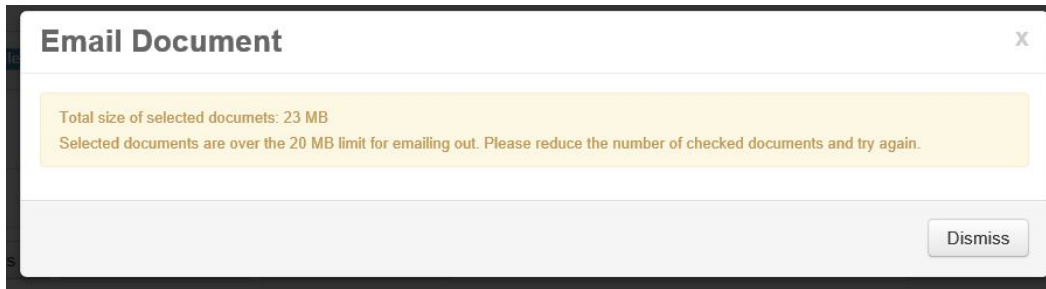 Email Document
X
Total size of selected documets: 23 MB
Selected documents are over the 20 MB limit for emailing out. Please reduce the number of checked documents and try again.
Dismiss